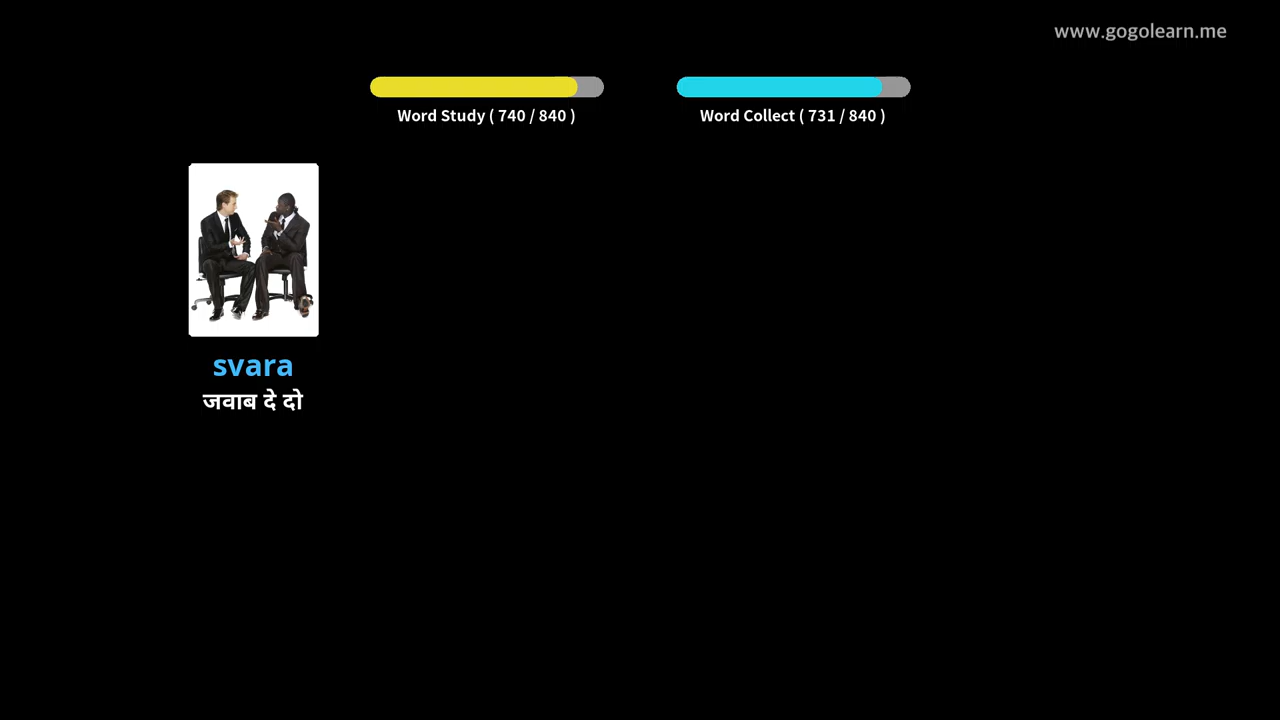 www.gogolearn.me
Word Study ( 740 / 840 )
Word Collect ( 731 / 840 )
svara
जवाब दे दो